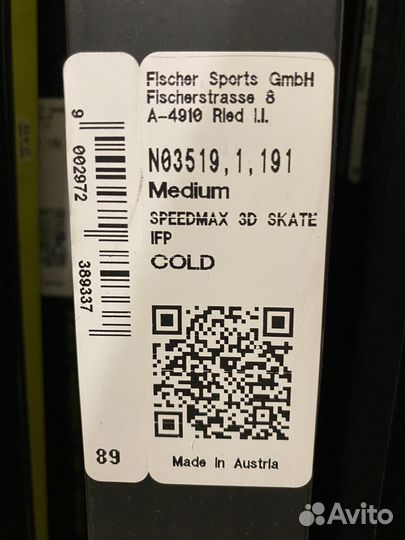 Fischer Sports GmbH
Fischerstrasse 8
A-4910 Ried i.I.
N03519,1,191
Medium
SPEEDMAX 3D SKATE
IFP
COLD
Made in Austria
9 002972 389337
89
Avito